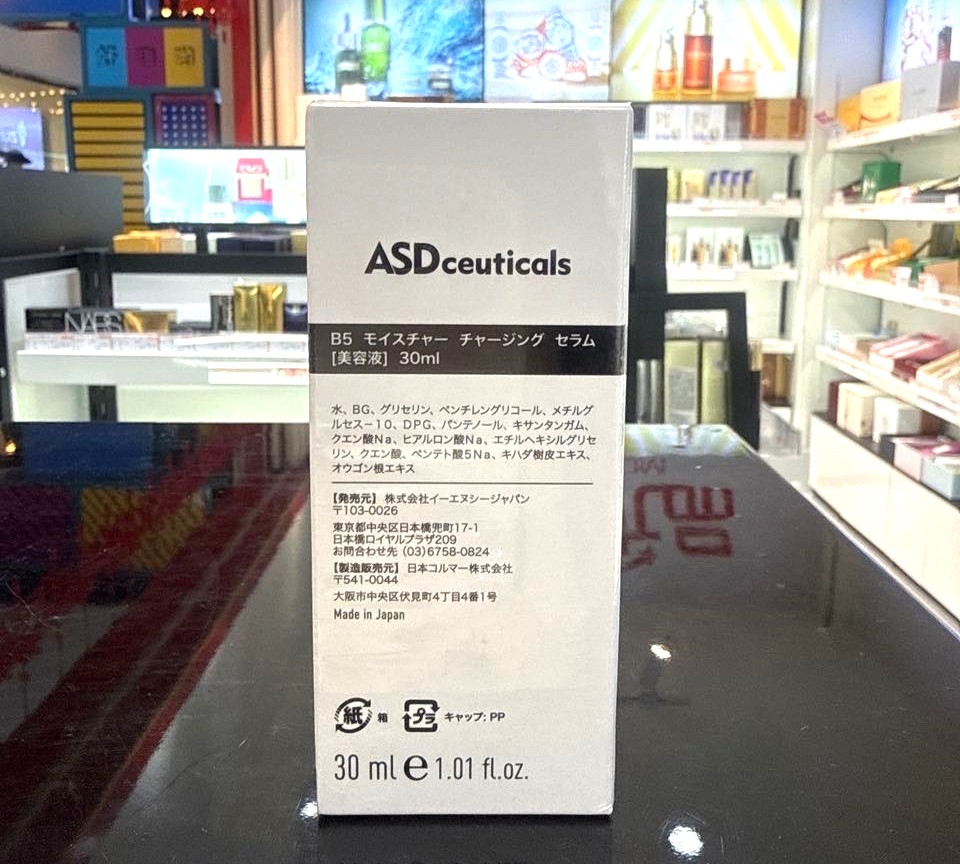 ASDceuticals
B5 モイスチャー チャージング セラム
[美容液] 30ml
水、BG、グリセリン、ペンチレングリコール、メチルグ
ルセス-10、DPG、パンテノール、キサンタンガム、
クエン酸Na、ヒアルロン酸Na、エチルヘキシルグリセ
リン、クエン酸、ペンテト酸5Na、キハダ樹皮エキス、
オウゴン根エキス
【発売元】 株式会社イーエヌシージャパン
〒103-0026
東京都中央区日本橋兜町17-1
日本橋ロイヤルプラザ209
お問合わせ先 (03)6758-0824
【製造販売元】 日本コルマー株式会社
〒541-0044
大阪市中央区伏見町4丁目4番1号
Made in Japan
紙 箱 プラ キャップ: PP
30 ml e 1.01 fl.oz.
NARS